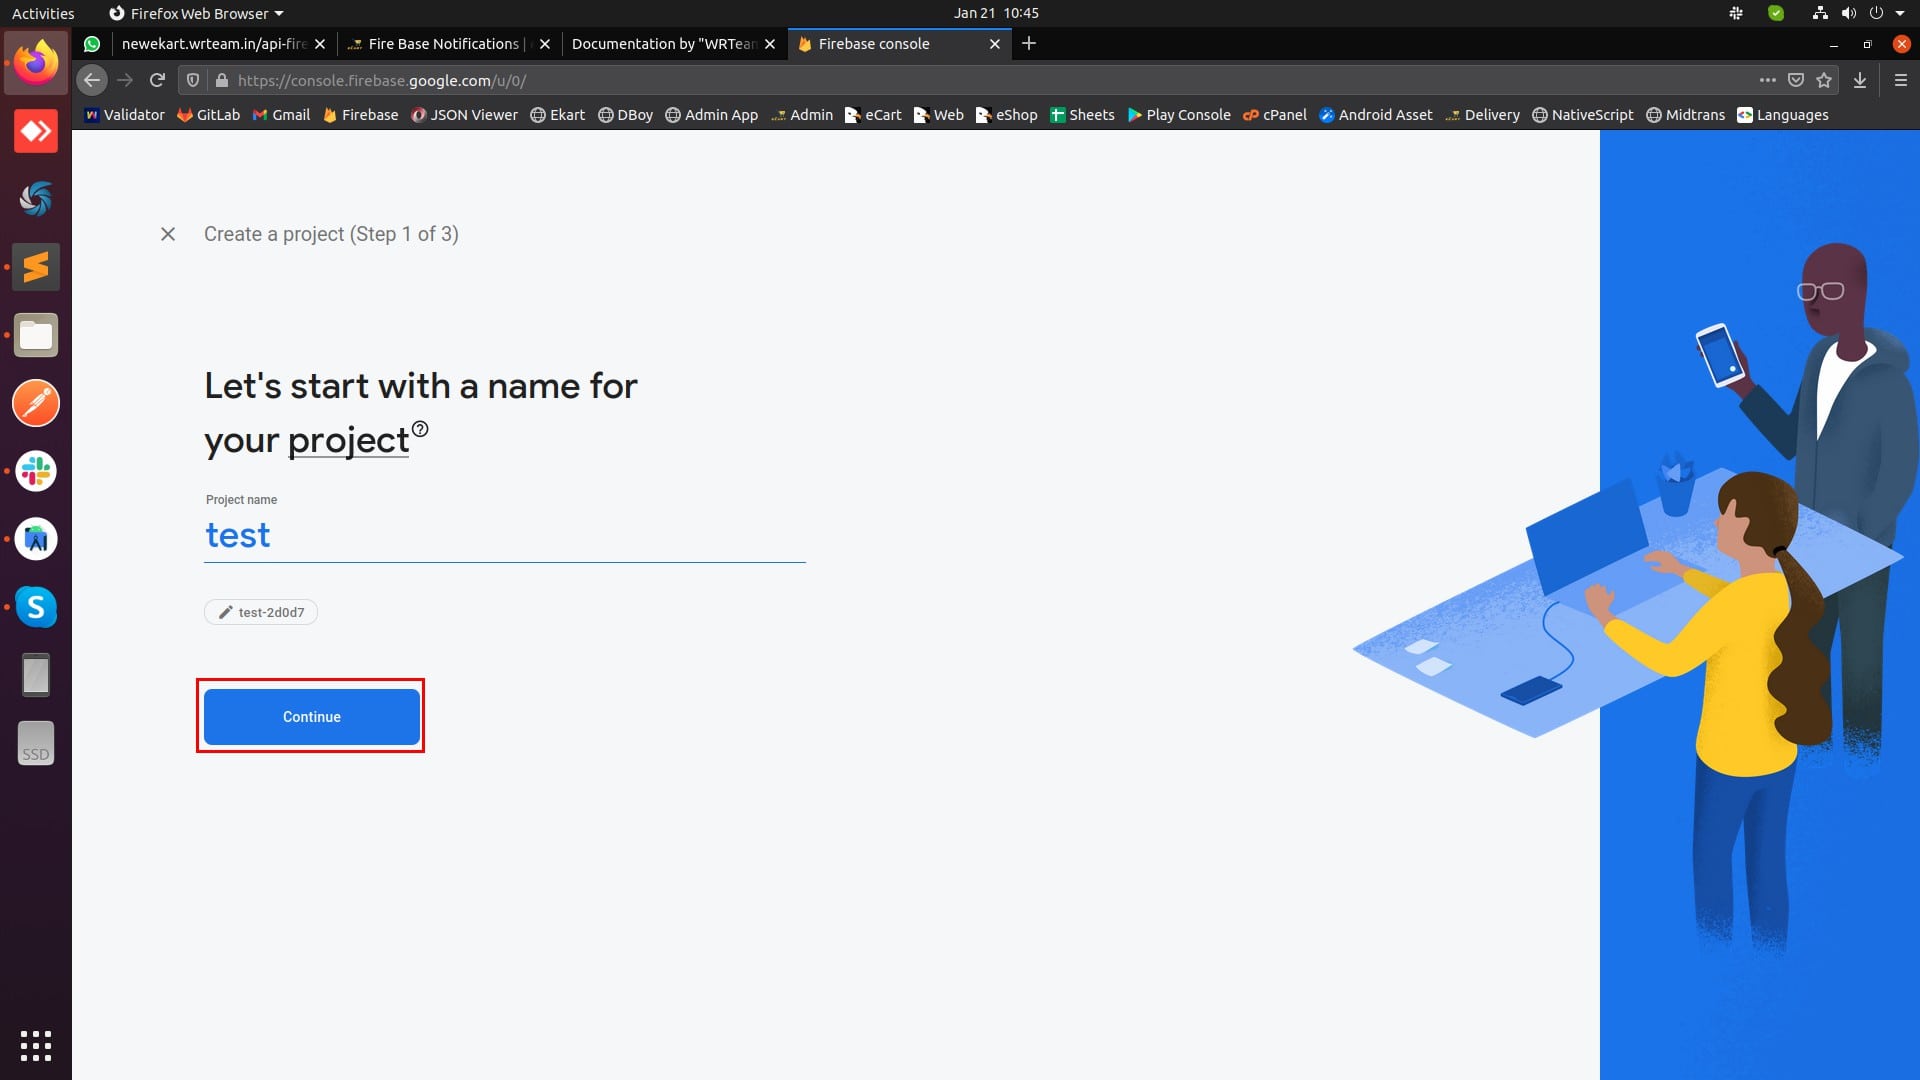 Activities Firefox Web Browser Jan 21 10:45
newekart.wrteam.in/api-fire Fire Base Notifications | Documentation by "WRTeam Firebase console
https://console.firebase.google.com/u/0/
Validator GitLab Gmail Firebase JSON Viewer Ekart DBoy Admin App Admin eCart Web eShop Sheets Play Console cPanel Android Asset Delivery NativeScript Midtrans Languages
Create a project (Step 1 of 3)
Let's start with a name for
your project
Project name
test
test-2d0d7
Continue
SSD